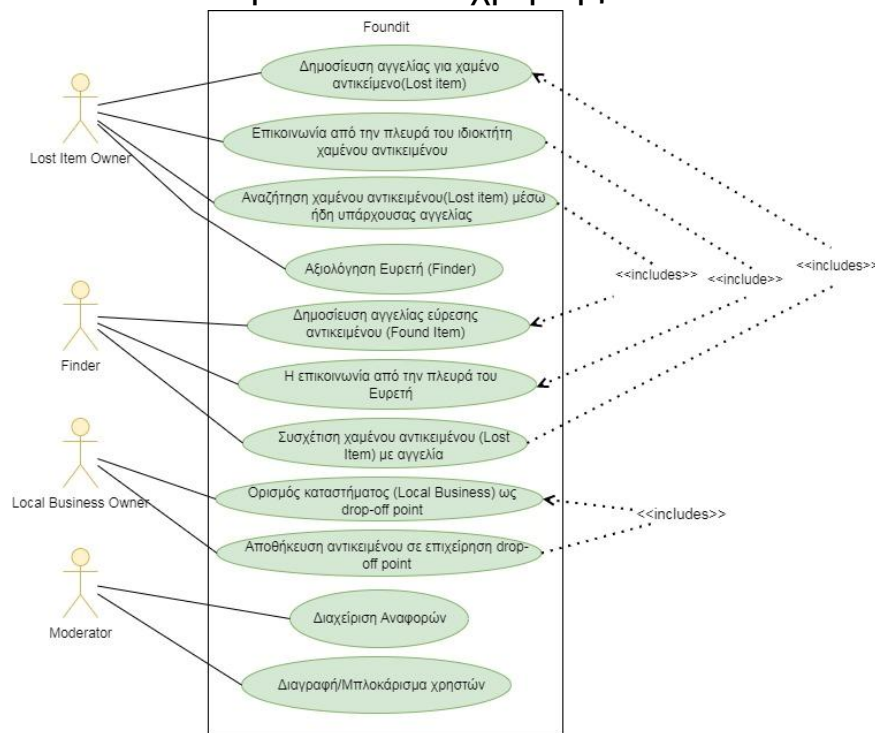 Foundit
Δημοσίευση αγγελίας για χαμένο
αντικείμενο(Lost item)
Lost Item Owner
Επικοινωνία από την πλευρά του ιδιοκτήτη
χαμένου αντικειμένου
Αναζήτηση χαμένου αντικειμένου(Lost item) μέσω
ήδη υπάρχουσας αγγελίας
Αξιολόγηση Ευρετή (Finder)
<<includes>>
<<include>>
<<includes>>
Δημοσίευση αγγελίας εύρεσης
αντικειμένου (Found Item)
Finder
Η επικοινωνία από την πλευρά του
Ευρετή
Συσχέτιση χαμένου αντικειμένου (Lost
Item) με αγγελία
Local Business Owner
Ορισμός καταστήματος (Local Business) ως
drop-off point
<<includes>>
Αποθήκευση αντικειμένου σε επιχείρηση drop-
off point
Moderator
Διαχείριση Αναφορών
Διαγραφή/Μπλοκάρισμα χρηστών